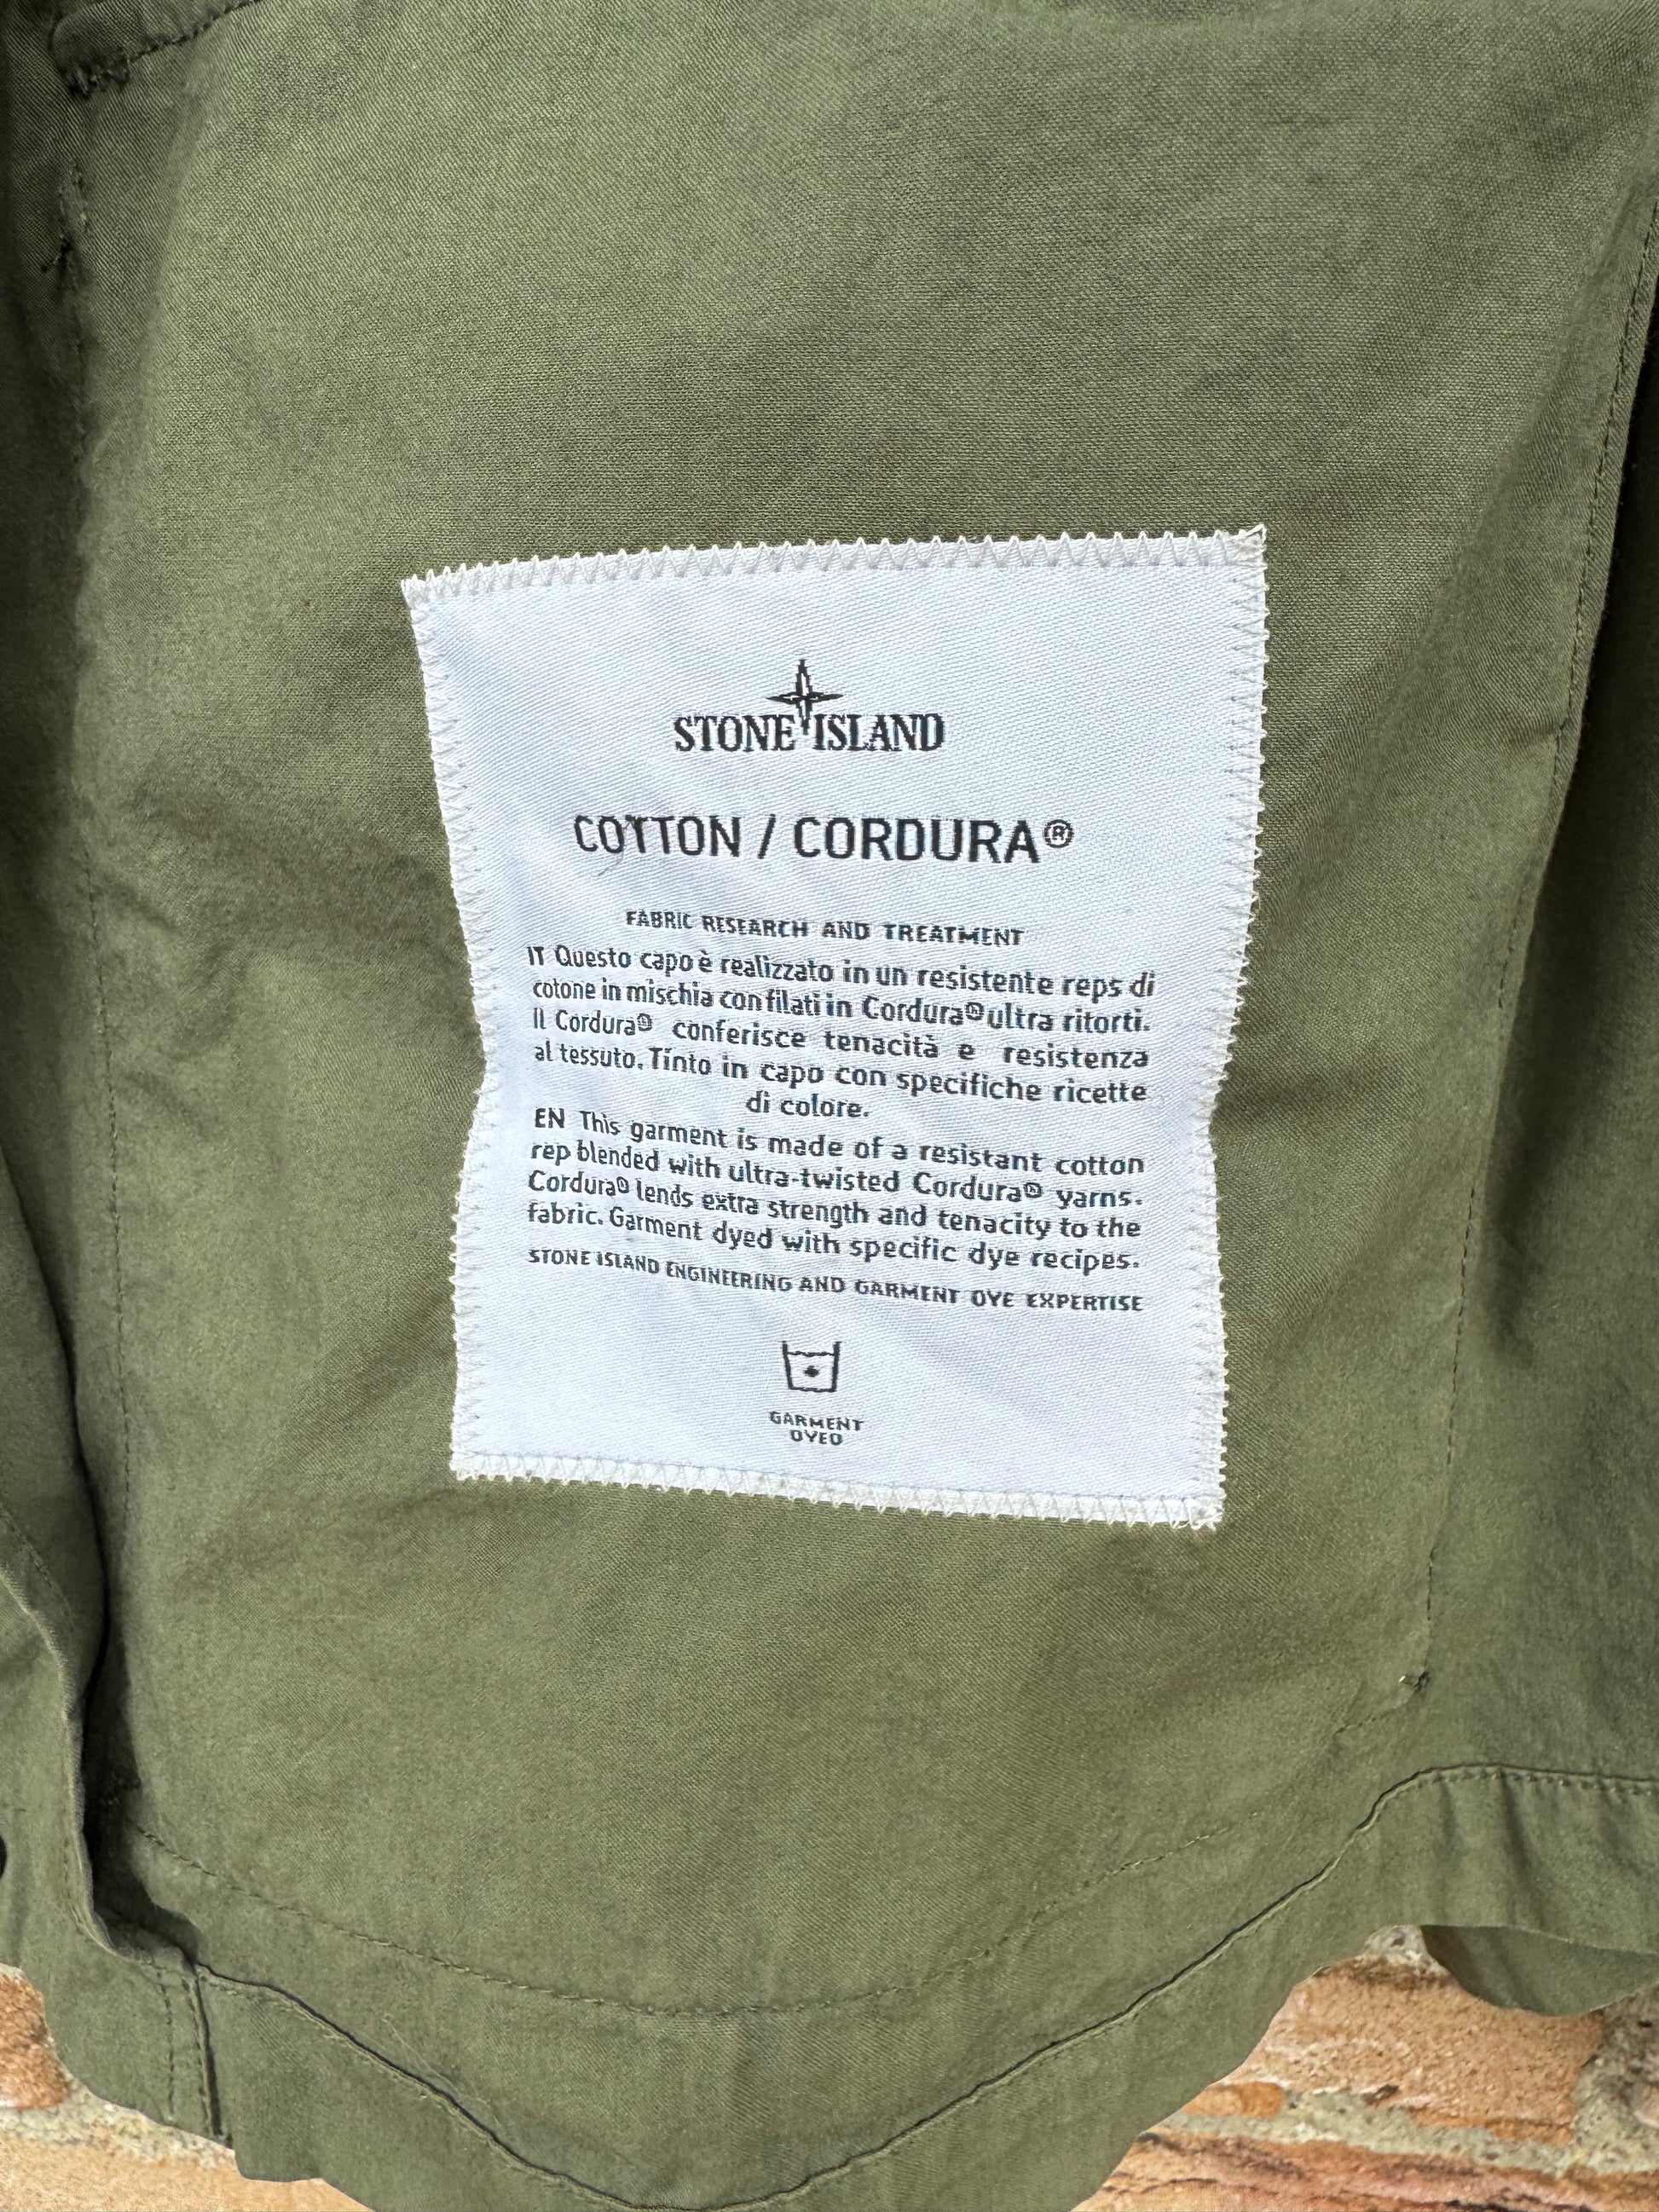 STONE ISLAND
COTTON / CORDURA®
FABRIC RESEARCH AND TREATMENT
IT Questo capo è realizzato in un resistente reps di
cotone in mischia con filati in Cordura® ultra ritorti.
Il Cordura® conferisce tenacità e resistenza
al tessuto. Tinto in capo con specifiche ricette
di colore.
EN This garment is made of a resistant cotton
rep blended with ultra-twisted Cordura® yarns.
Cordura® lends extra strength and tenacity to the
fabric. Garment dyed with specific dye recipes.
STONE ISLAND ENGINEERING AND GARMENT DYE EXPERTISE
GARMENT
DYED